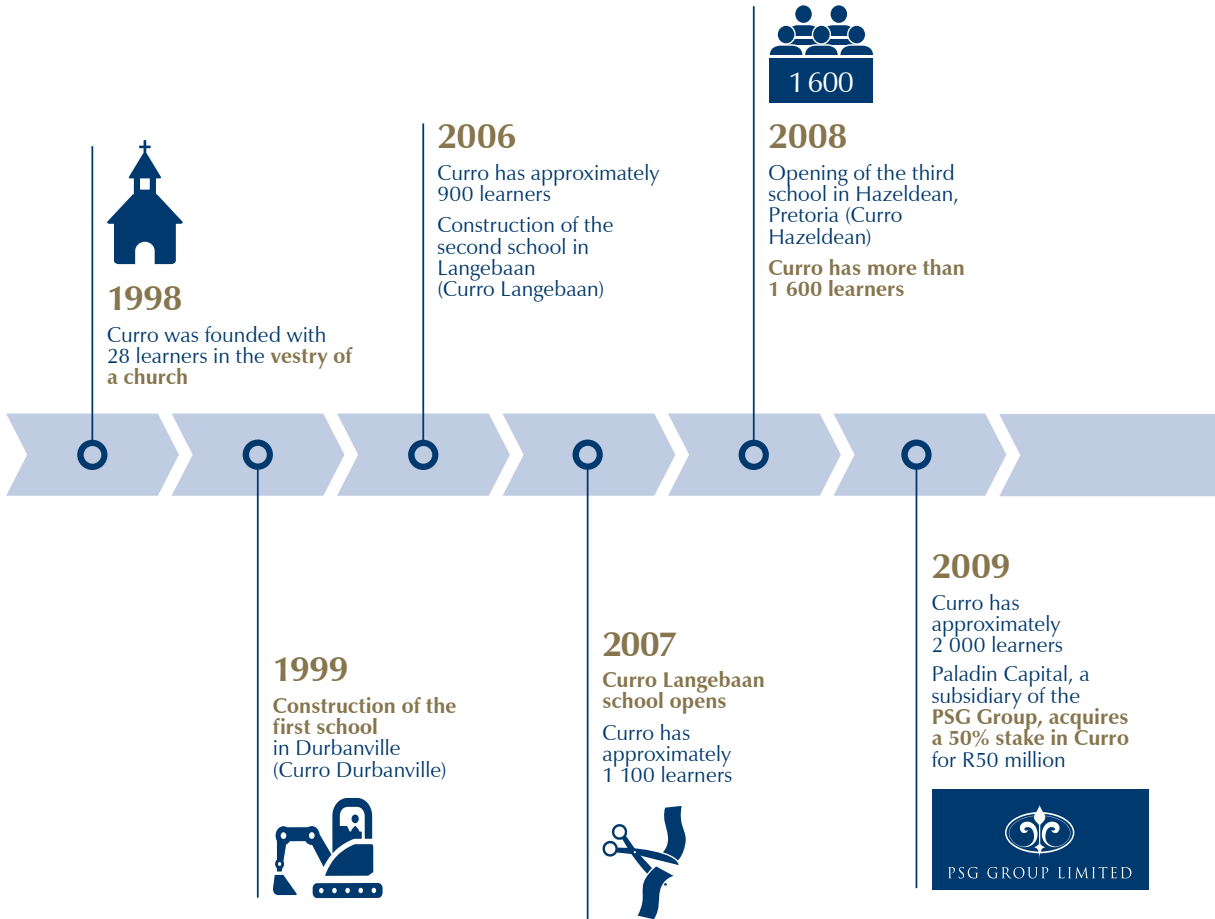 1998
Curro was founded with
28 learners in the vestry of
a church
1999
Construction of the
first school
in Durbanville
(Curro Durbanville)
2006
Curro has approximately
900 learners
Construction of the
second school in
Langebaan
(Curro Langebaan)
2007
Curro Langebaan
school opens
Curro has
approximately
1 100 learners
1 600
2008
Opening of the third
school in Hazeldean,
Pretoria (Curro
Hazeldean)
Curro has more than
1 600 learners
2009
Curro has
approximately
2 000 learners
Paladin Capital, a
subsidiary of the
PSG Group, acquires
a 50% stake in Curro
for R50 million
PSG GROUP LIMITED